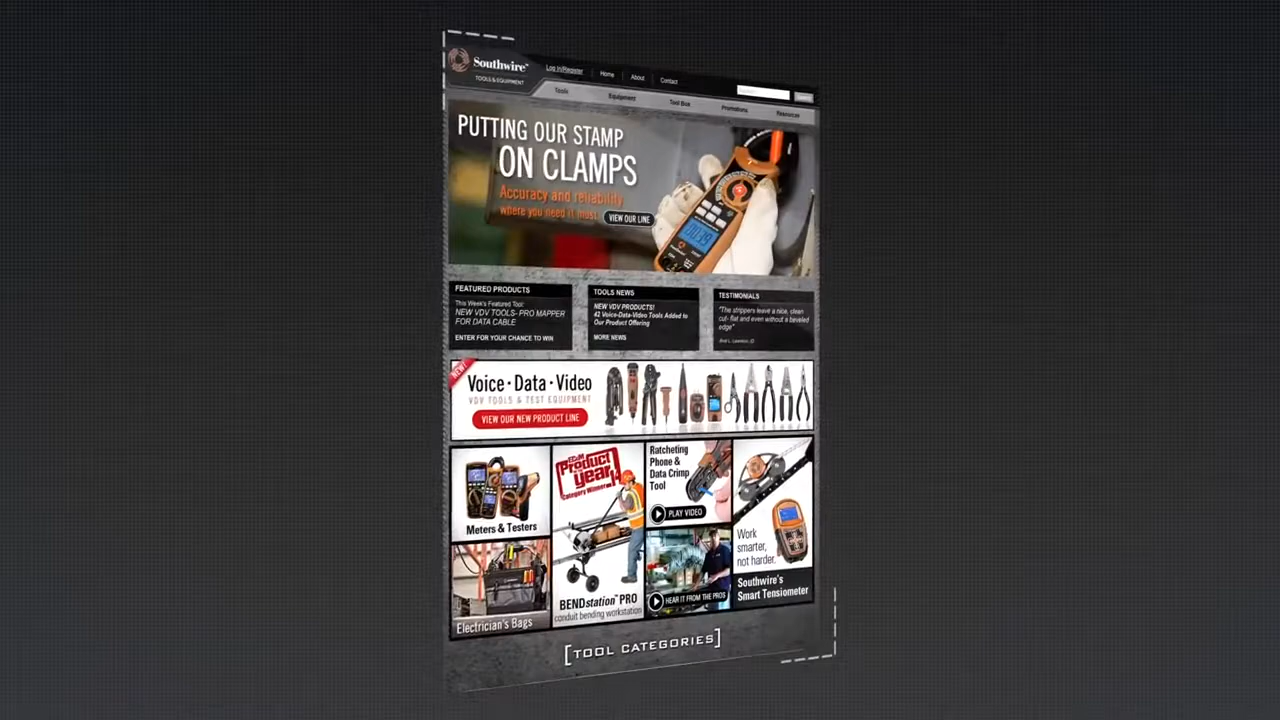 Southwire™
TOOLS & EQUIPMENT
Log In/Register
Home
About
Contact
Tools
Equipment
Tool Box
Promotions
Resources
PUTTING OUR STAMP
ON CLAMPS
Accuracy and reliability
where you need it most.
VIEW OUR LINE
FEATURED PRODUCTS
This Week's Featured Tool:
NEW VDV TOOLS- PRO MAPPER
FOR DATA CABLE
ENTER FOR YOUR CHANCE TO WIN
TOOLS NEWS
NEW VDV PRODUCTS!
42 Voice-Data-Video Tools Added to
Our Product Offering
MORE NEWS
TESTIMONIALS
"The strippers leave a nice, clean
cut- flat and even without a beveled
edge"
NEW!
Voice · Data · Video
VDV TOOLS & TEST EQUIPMENT
VIEW OUR NEW PRODUCT LINE
Meters & Testers
Electrician's Bags
EC&M
Product
of the
year
Category Winner
BENDstation™ PRO
conduit bending workstation
Ratcheting
Phone &
Data Crimp
Tool
PLAY VIDEO
HEAR IT FROM THE PROS
Work
smarter,
not harder.
Southwire's
Smart Tensiometer
[TOOL CATEGORIES]